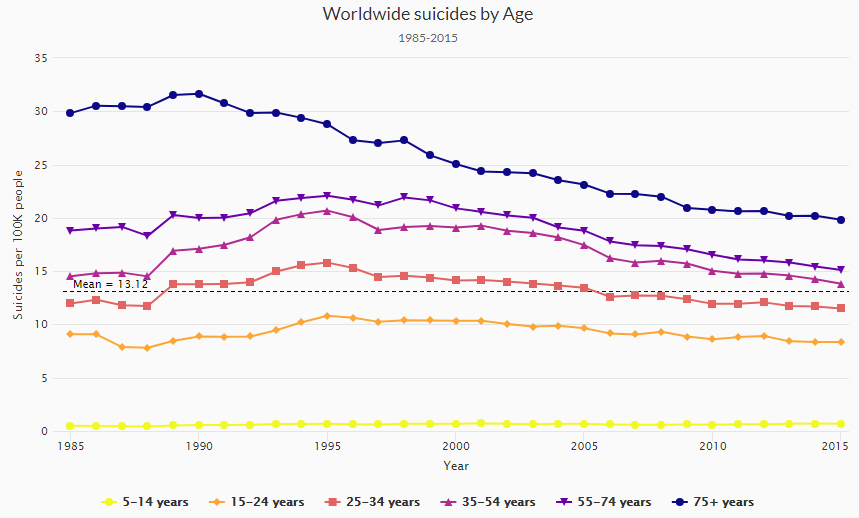 Worldwide suicides by Age
1985-2015
35
30
25
20
15
10
5
0
Suicides per 100K people
Mean = 13.12
1985
1990
1995
2000
2005
2010
2015
Year
5-14 years
15-24 years
25-34 years
35-54 years
55-74 years
75+ years